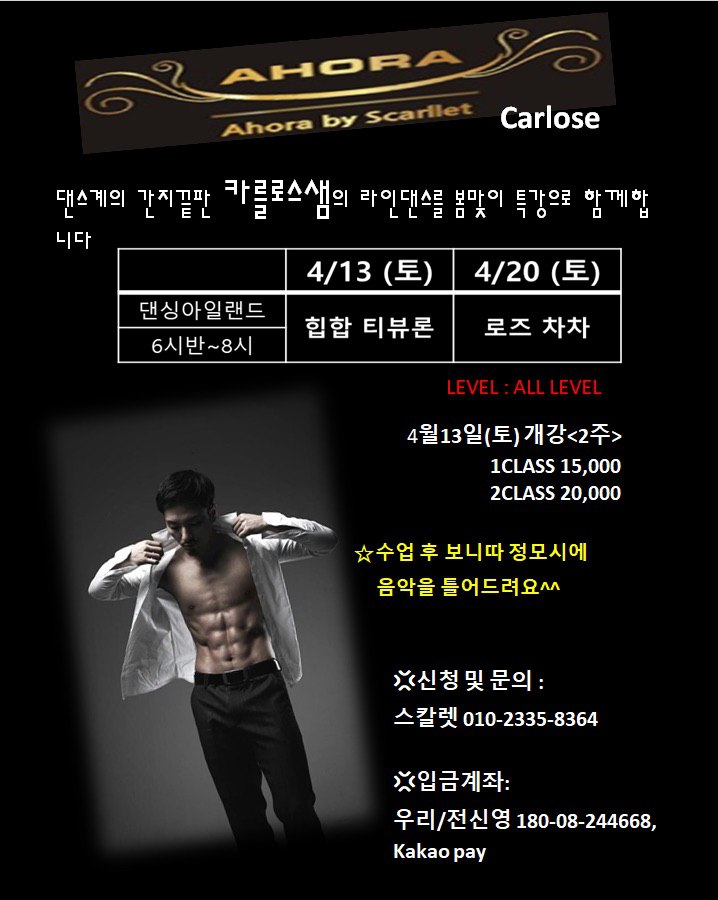 AHORA
Ahora by Scarllet
Carlose
댄스계의 간지끝판 카를로스샘의 라인댄스를 봄맞이 특강으로 함께합
니다
4/13 (토) 4/20 (토)
댄싱아일랜드
힙합 티뷰론 로즈 차차
6시반~8시
LEVEL : ALL LEVEL
4월13일(토) 개강<2주>
1CLASS 15,000
2CLASS 20,000
☆수업 후 보니따 정모시에
음악을 틀어드려요^^
※신청 및 문의 :
스칼렛 010-2335-8364
※입금계좌:
우리/전신영 180-08-244668,
Kakao pay